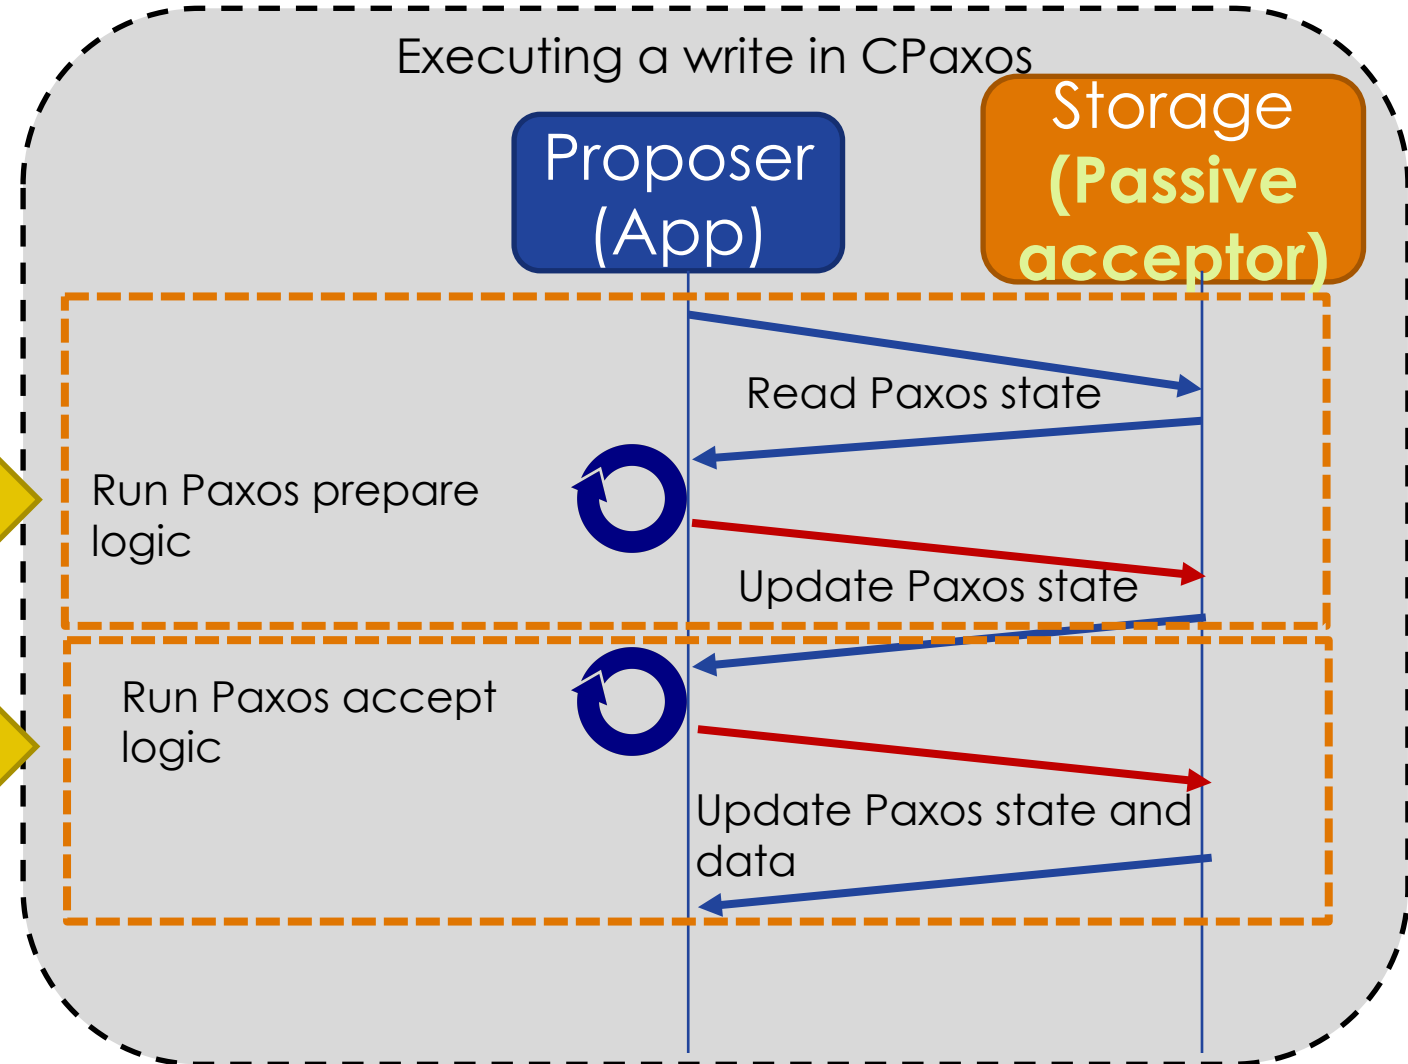 Executing a write in CPaxos
Storage
(Passive
acceptor)
Proposer
(App)
Read Paxos state
Run Paxos prepare
logic
Update Paxos state
Run Paxos accept
logic
Update Paxos state and
data